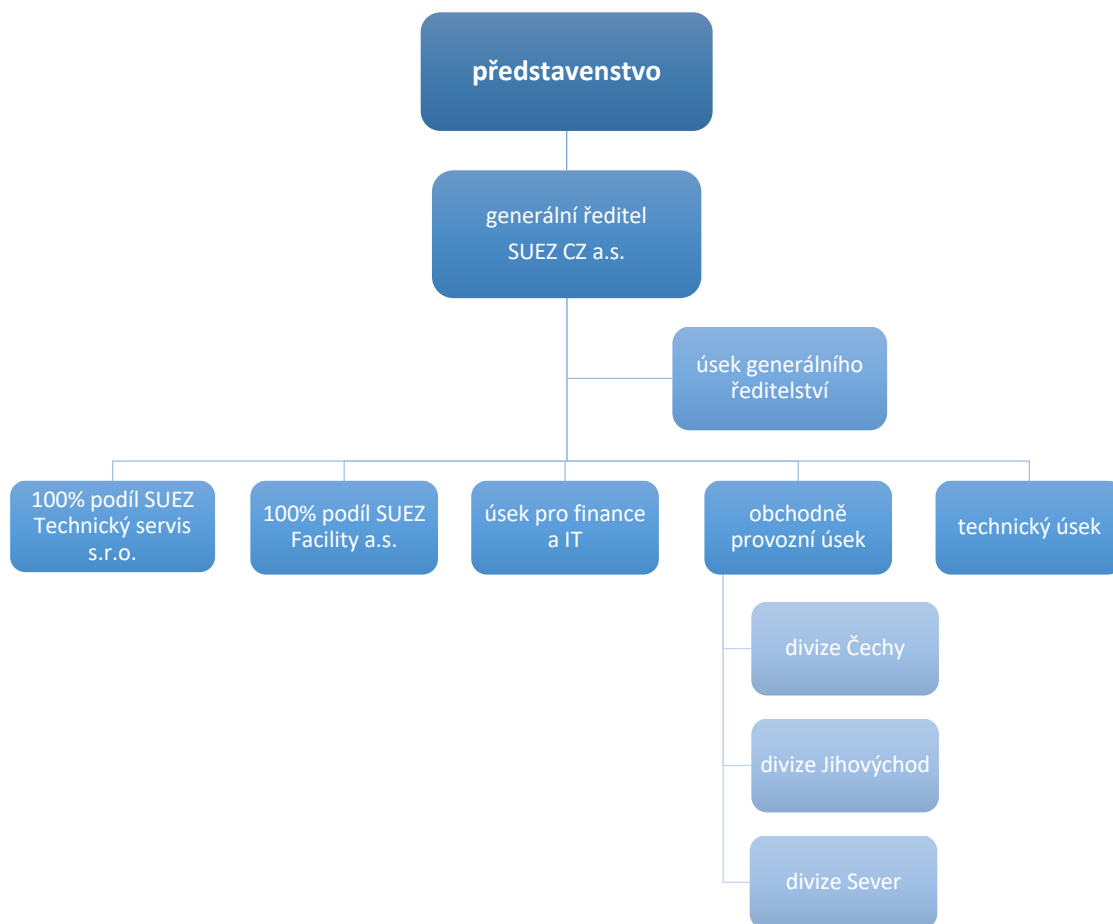 představenstvo
generální ředitel
SUEZ CZ a.s.
úsek generálního
ředitelství
100% podíl SUEZ
Technický servis
s.r.o.
100% podíl SUEZ
Facility a.s.
úsek pro finance
a IT
obchodně
provozní úsek
technický úsek
divize Čechy
divize Jihovýchod
divize Sever